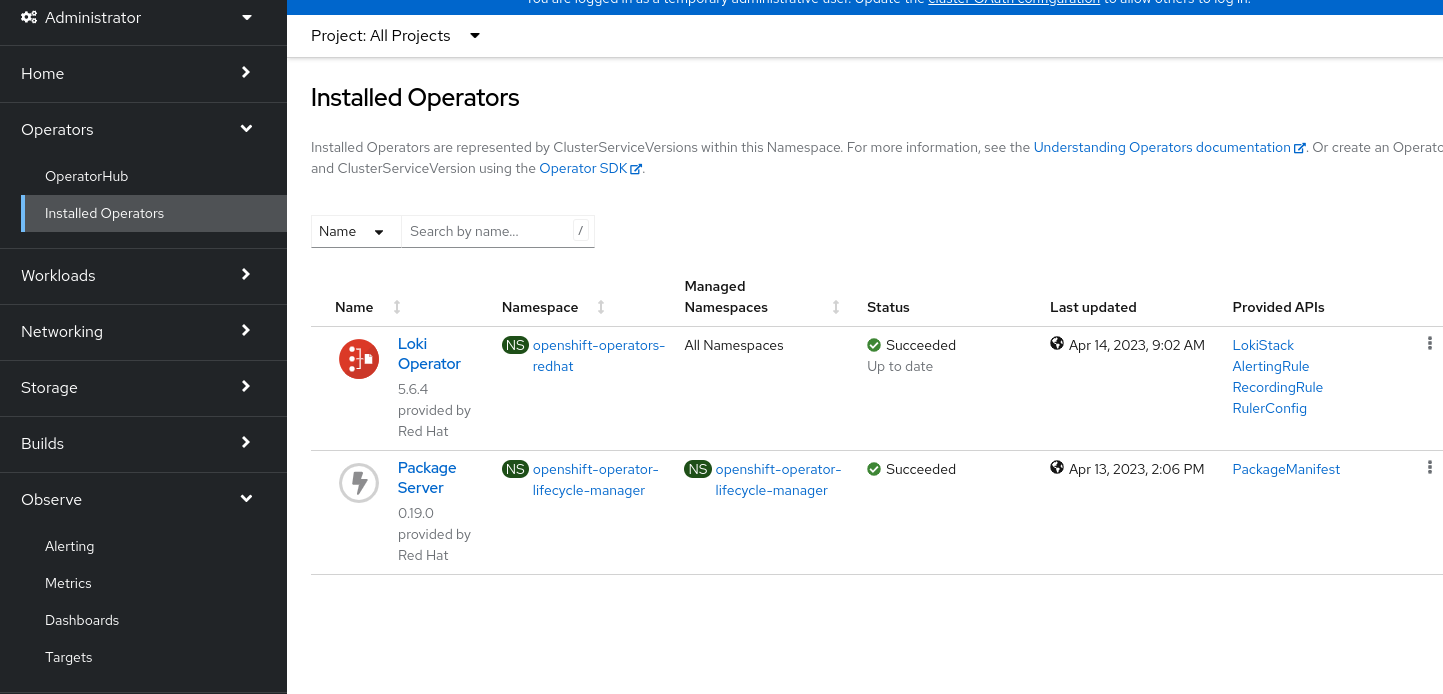 Administrator
Home
Operators
OperatorHub
Installed Operators
Workloads
Networking
Storage
Builds
Observe
Alerting
Metrics
Dashboards
Targets
You are logged in as a temporary administrative user. Update the cluster OAuth configuration to allow others to log in.
Project: All Projects
Installed Operators
Installed Operators are represented by ClusterServiceVersions within this Namespace. For more information, see the Understanding Operators documentation. Or create an Operato
and ClusterServiceVersion using the Operator SDK.
Name Search by name... /
Managed
Name Namespace Namespaces Status Last updated Provided APIs
Loki NS openshift-operators- All Namespaces Succeeded Apr 14, 2023, 9:02 AM LokiStack
Operator redhat Up to date AlertingRule
5.6.4 RecordingRule
provided by RulerConfig
Red Hat
Package NS openshift-operator- NS openshift-operator- Succeeded Apr 13, 2023, 2:06 PM PackageManifest
Server lifecycle-manager lifecycle-manager
0.19.0
provided by
Red Hat